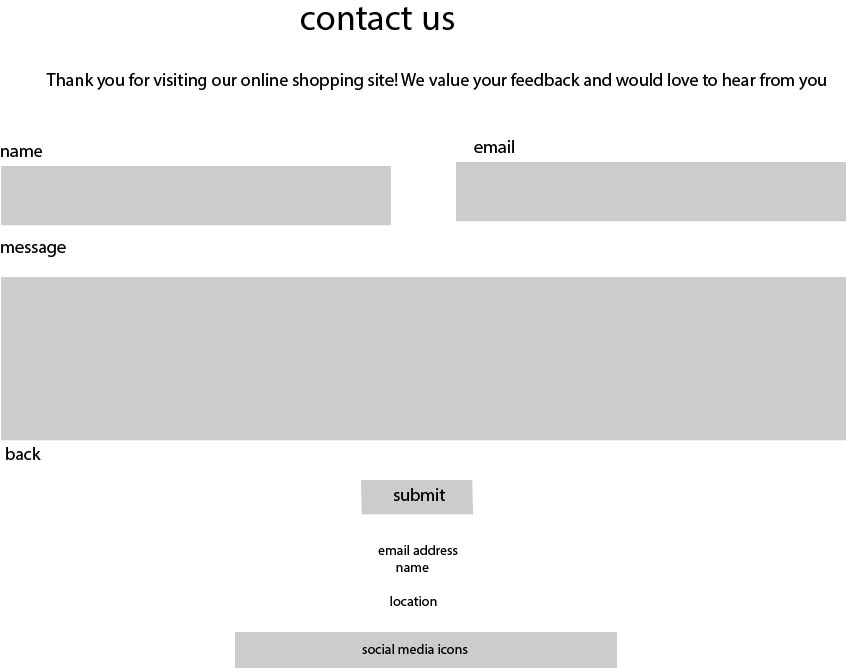 contact us
Thank you for visiting our online shopping site! We value your feedback and would love to hear from you
name
email
message
back
submit
email address
name
location
social media icons